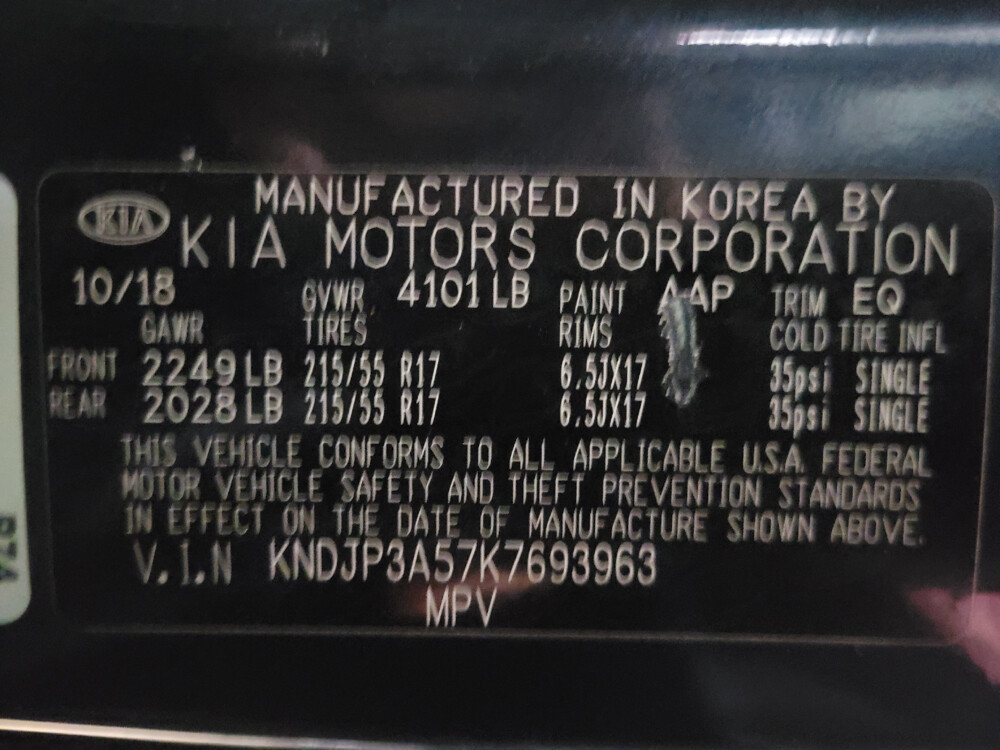 MANUFACTURED IN KOREA BY
KIA KIA MOTORS CORPORATION
10/18 GVWR 4101 LB PAINT AAP TRIM EQ
GAWR TIRES RIMS COLD TIRE INFL
FRONT 2249 LB 215/55 R17 6.5JX17 35psi SINGLE
REAR 2028 LB 215/55 R17 6.5JX17 35psi SINGLE
THIS VEHICLE CONFORMS TO ALL APPLICABLE U.S.A. FEDERAL
MOTOR VEHICLE SAFETY AND THEFT PREVENTION STANDARDS
IN EFFECT ON THE DATE OF MANUFACTURE SHOWN ABOVE.
V.I.N KNDJP3A57K7693963
MPV